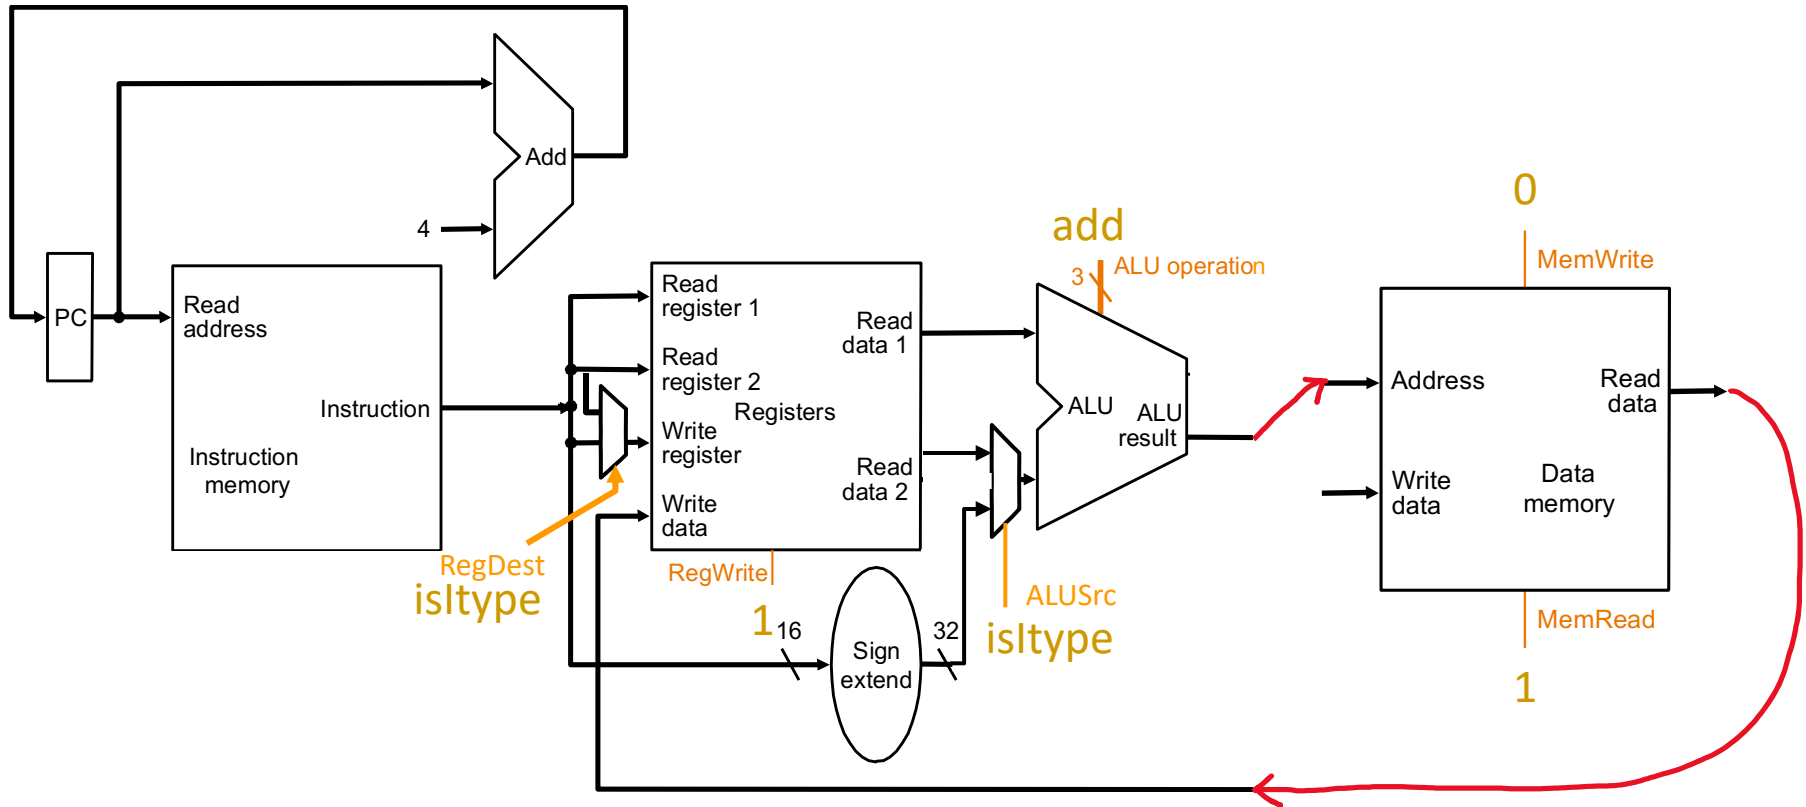 Add
4
PC
Read
address
Instruction
Instruction
memory
Read
register 1
Read
register 2
Registers
Write
register
Write
data
Read
data 1
Read
data 2
RegDest
isItype
RegWrite
1
16
Sign
extend
32
ALUSrc
isItype
add
ALU operation
3
ALU
ALU
result
0
MemWrite
Address
Read
data
Write
data
Data
memory
MemRead
1